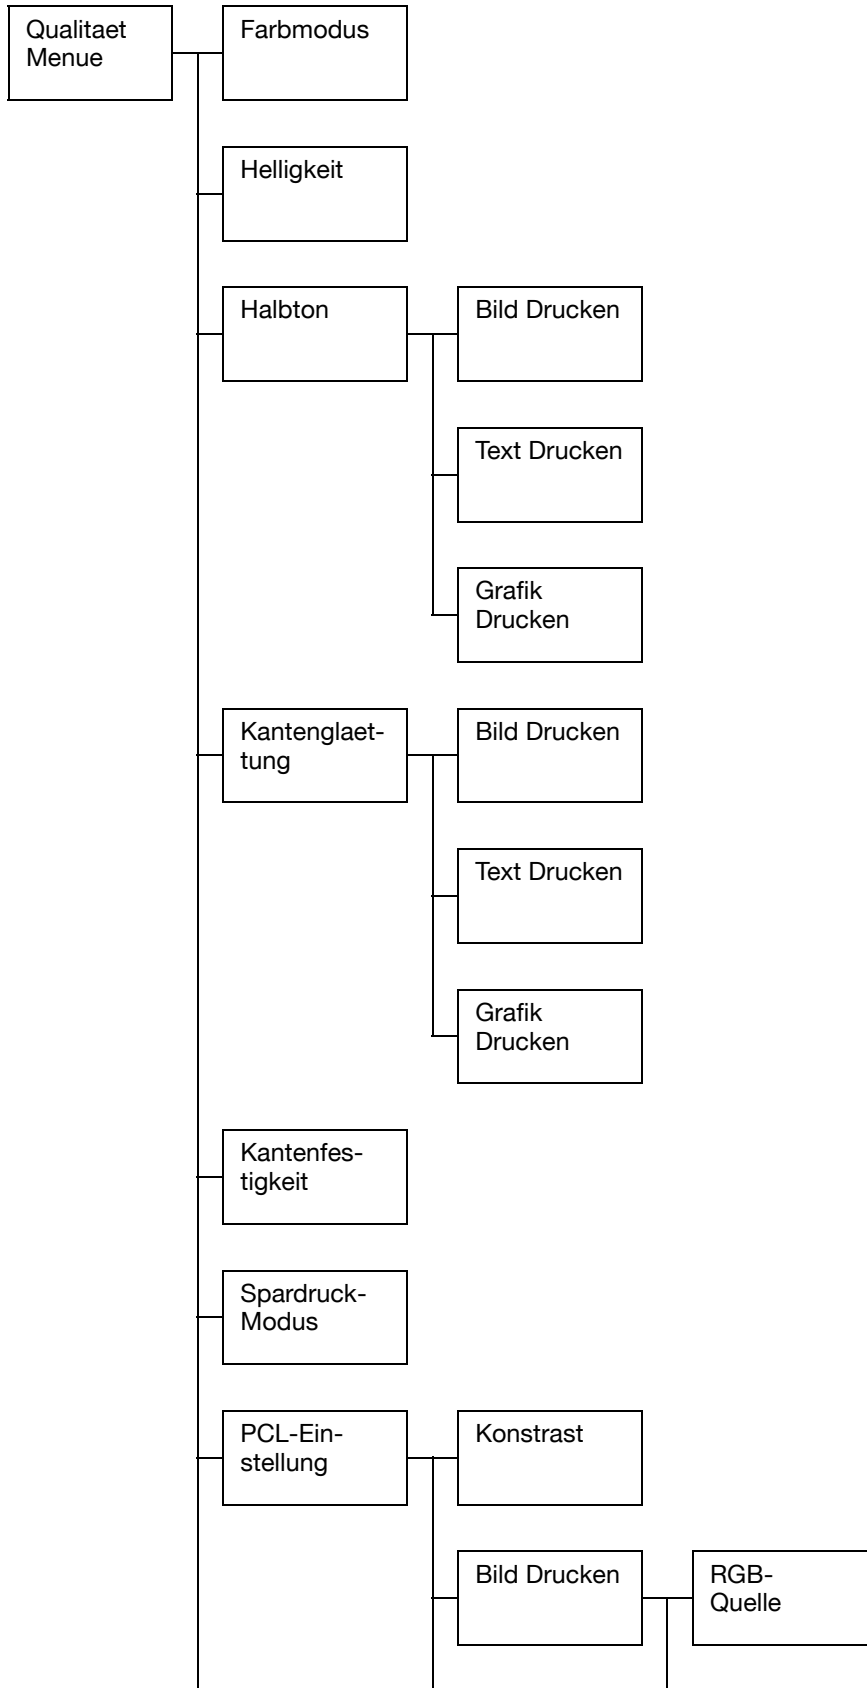 Qualitaet
Menue
Farbmodus
Helligkeit
Halbton
Bild Drucken
Text Drucken
Grafik
Drucken
Kantenglaet-
tung
Bild Drucken
Text Drucken
Grafik
Drucken
Kantenfes-
tigkeit
Spardruck-
Modus
PCL-Ein-
stellung
Konstrast
Bild Drucken
RGB-
Quelle